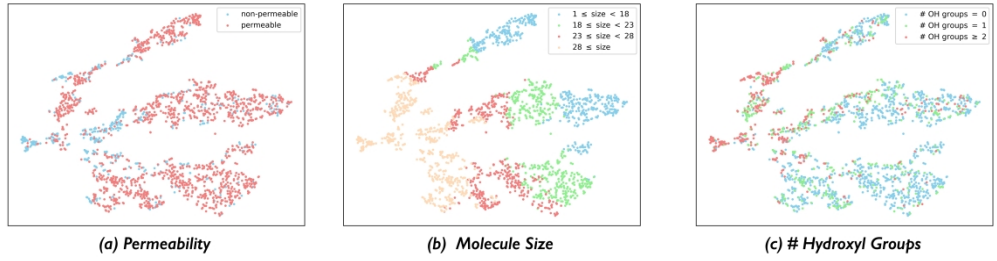 non-permeable
permeable
(a) Permeability
1 ≤ size < 18
18 ≤ size < 23
23 ≤ size < 28
28 ≤ size
(b) Molecule Size
# OH groups = 0
# OH groups = 1
# OH groups ≥ 2
(c) # Hydroxyl Groups